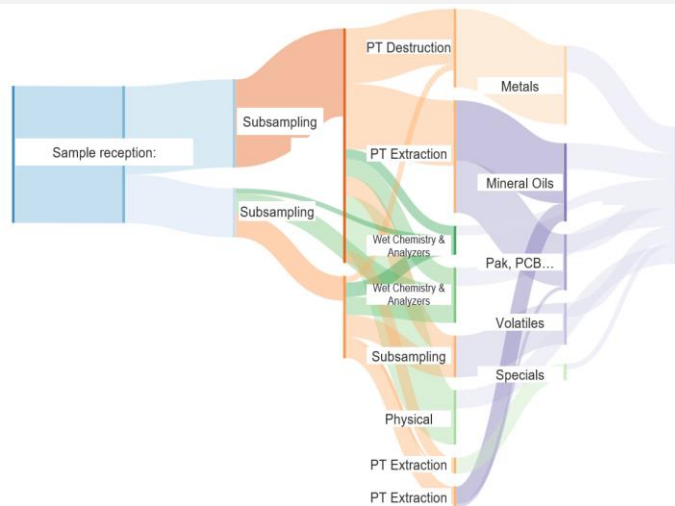 PT Destruction
Metals
Subsampling
Sample reception:
PT Extraction
Mineral Oils
Subsampling
Wet Chemistry &
Analyzers
Pak, PCB...
Wet Chemistry &
Analyzers
Volatiles
Subsampling
Specials
Physical
PT Extraction
PT Extraction